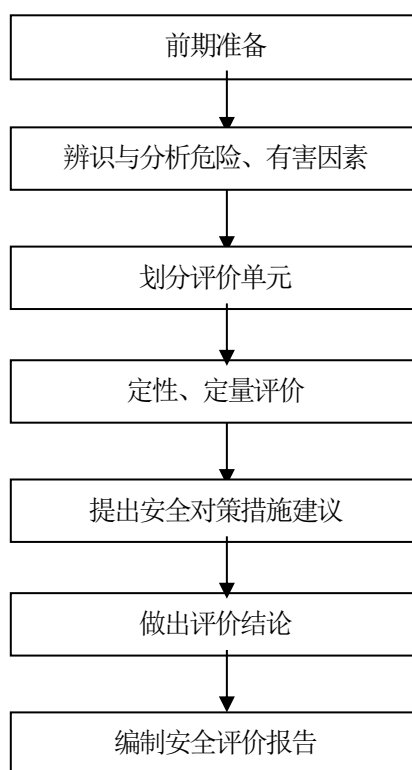 前期准备
辨识与分析危险、有害因素
划分评价单元
定性、定量评价
提出安全对策措施建议
做出评价结论
编制安全评价报告